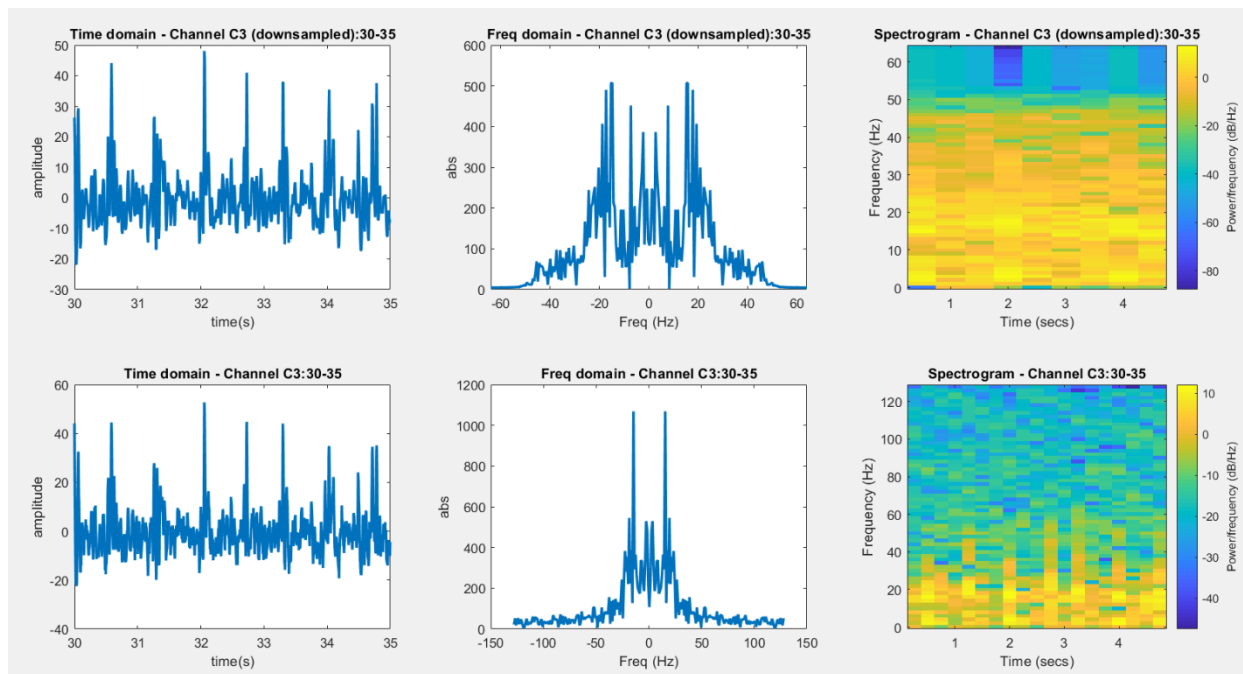 Time domain - Channel C3 (downsampled):30-35
50
40
30
20
10
0
-10
-20
-30
amplitude
30 31 32 33 34 35
time(s)
Freq domain - Channel C3 (downsampled):30-35
600
500
400
300
200
100
0
abs
-60 -40 -20 0 20 40 60
Freq (Hz)
Spectrogram - Channel C3 (downsampled):30-35
60
50
40
30
20
10
0
Frequency (Hz)
1 2 3 4
Time (secs)
0
-20
-40
-60
-80
Power/frequency (dB/Hz)
Time domain - Channel C3:30-35
60
40
20
0
-20
-40
amplitude
30 31 32 33 34 35
time(s)
Freq domain - Channel C3:30-35
1200
1000
800
600
400
200
0
abs
-150 -100 -50 0 50 100 150
Freq (Hz)
Spectrogram - Channel C3:30-35
120
100
80
60
40
20
0
Frequency (Hz)
1 2 3 4
Time (secs)
10
0
-10
-20
-30
-40
Power/frequency (dB/Hz)